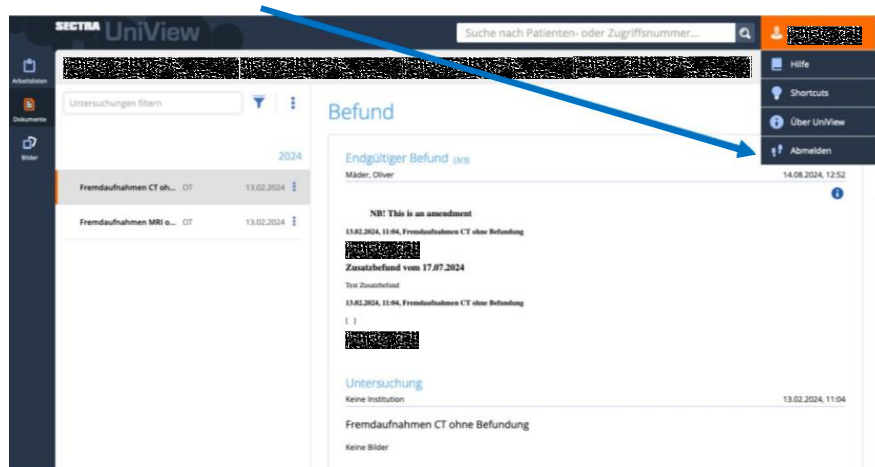 SECTRA UniView
Suche nach Patienten- oder Zugriffsnummer...
Hilfe
Shortcuts
Über UniView
Abmelden
Arbeitslisten
Dokumente
Bilder
Untersuchungen filtern
2024
Fremdaufnahmen CT oh... OT 13.02.2024
Fremdaufnahmen MRI o... OT 13.02.2024
Befund
Endgültiger Befund (3/3)
Mäder, Oliver 14.08.2024, 12:52
NB! This is an amendment
13.02.2024, 11:04, Fremdaufnahmen CT ohne Befundung
Zusatzbefund vom 17.07.2024
Test Zusatzbefund
13.02.2024, 11:04, Fremdaufnahmen CT ohne Befundung
[ ]
Untersuchung
Keine Institution 13.02.2024, 11:04
Fremdaufnahmen CT ohne Befundung
Keine Bilder